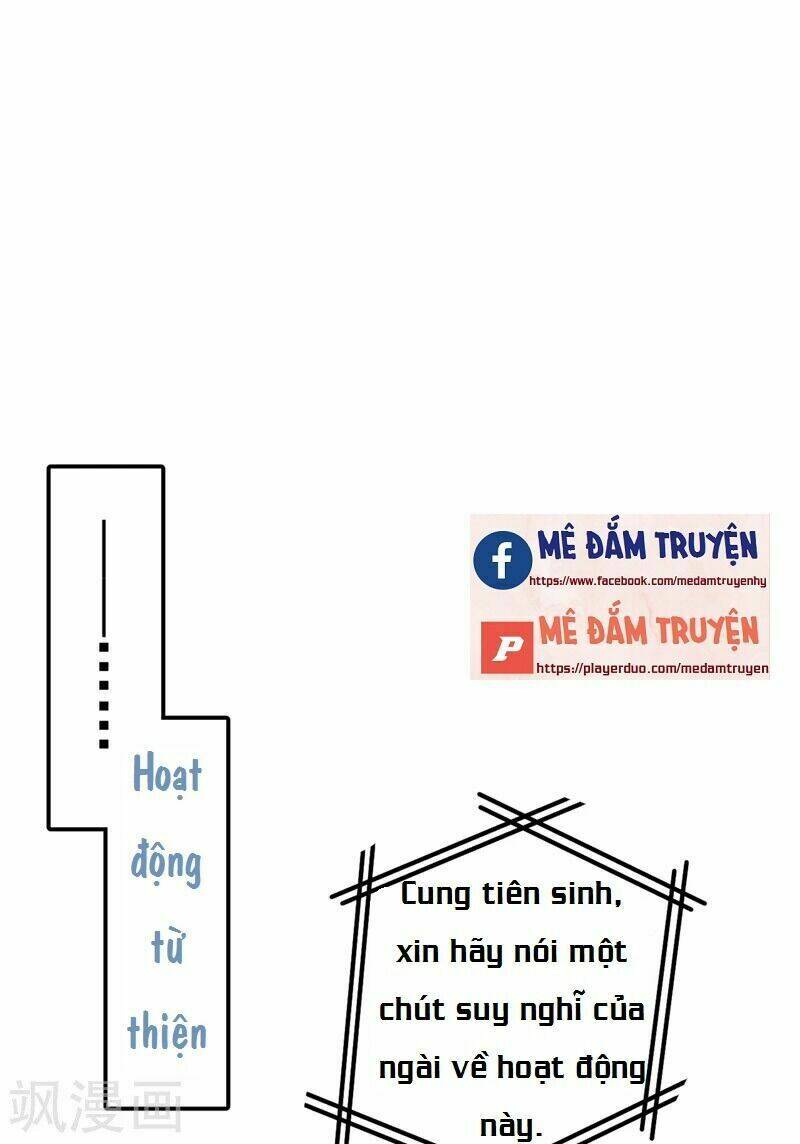 MÊ ĐẮM TRUYỆN
https://www.facebook.com/medamtruyenhy
MÊ ĐẮM TRUYỆN
https://playerduo.com/medamtruyen
Hoạt
động
từ
thiện
Cung tiên sinh,
xin hãy nói một
chút suy nghĩ của
ngài về hoạt động
này.
飒漫画